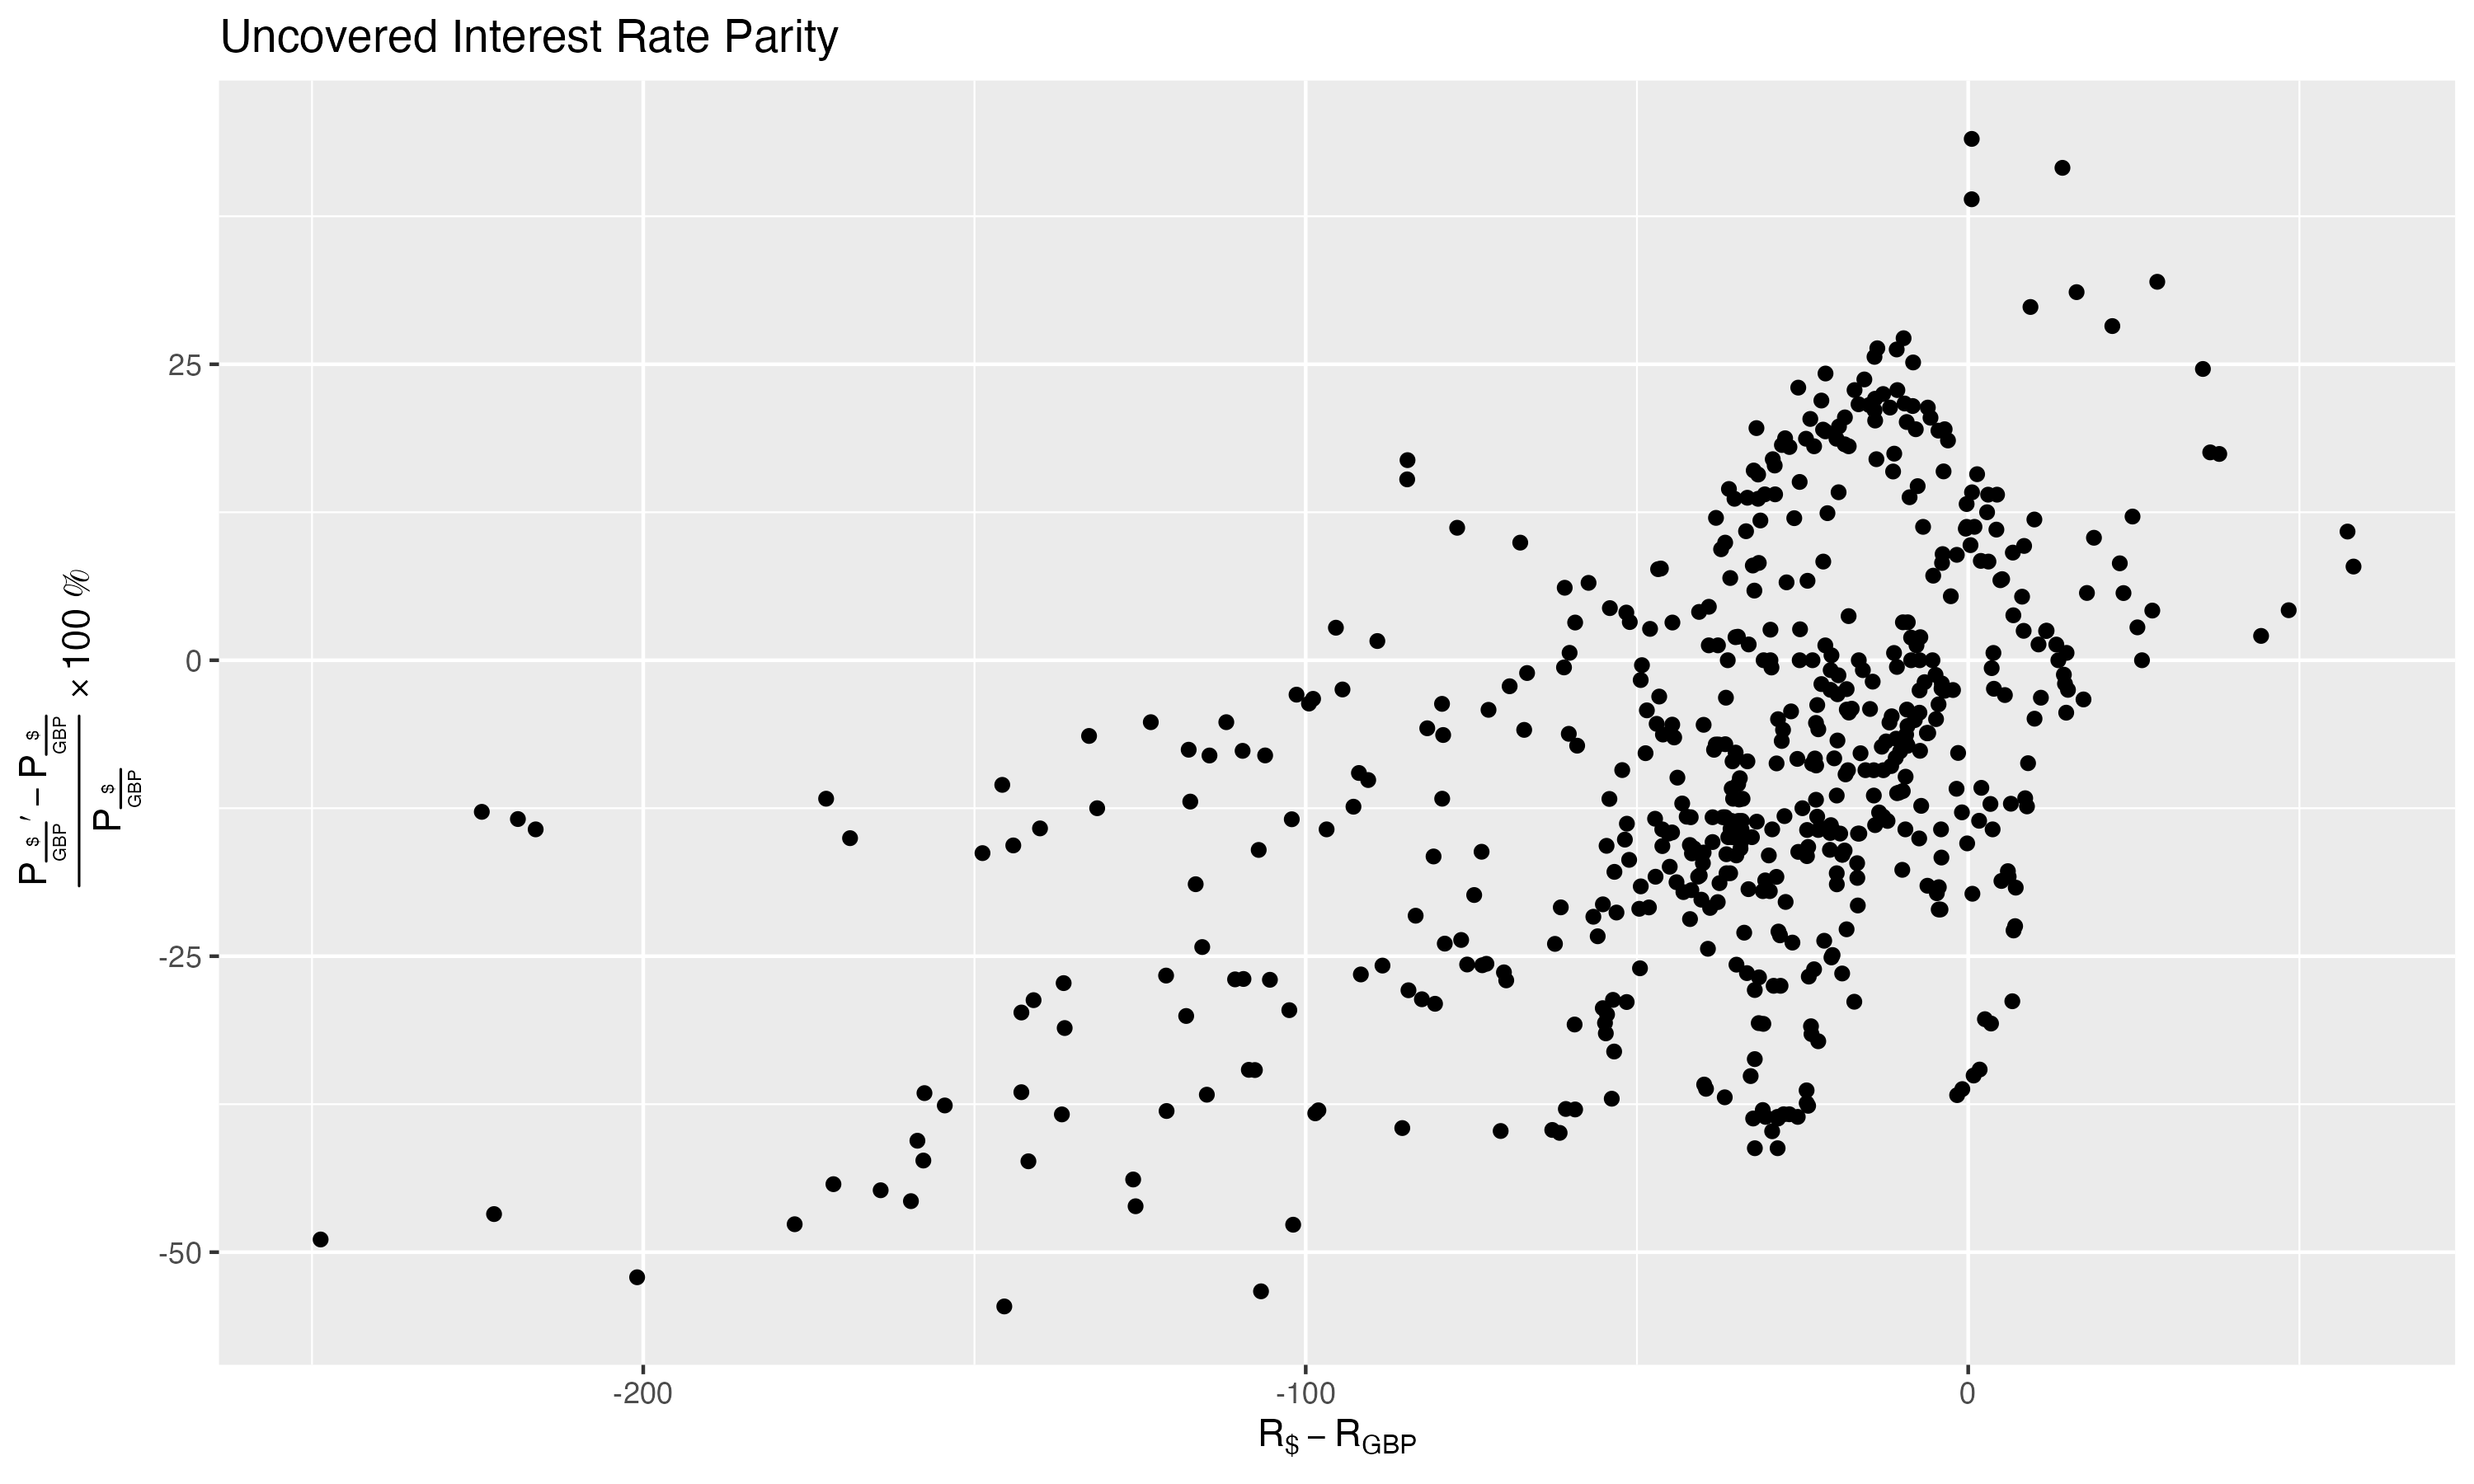 Uncovered Interest Rate Parity
P $/GBP ′ − P $/GBP
P $/GBP
× 100 %
25
0
-25
-50
-200
-100
0
R$ − RGBP